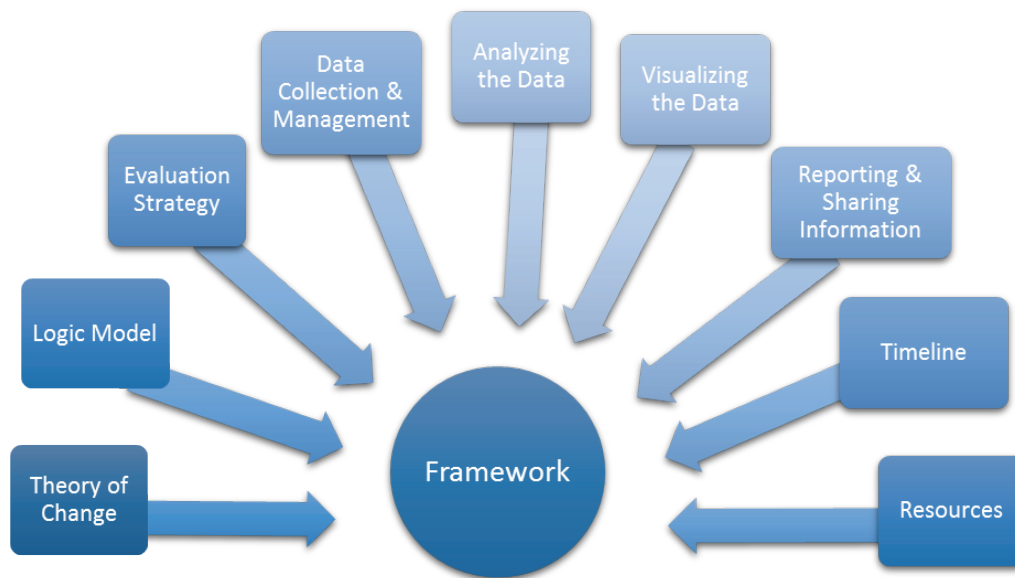 Theory of
Change
Logic Model
Evaluation
Strategy
Data
Collection &
Management
Analyzing
the Data
Visualizing
the Data
Reporting &
Sharing
Information
Timeline
Resources
Framework